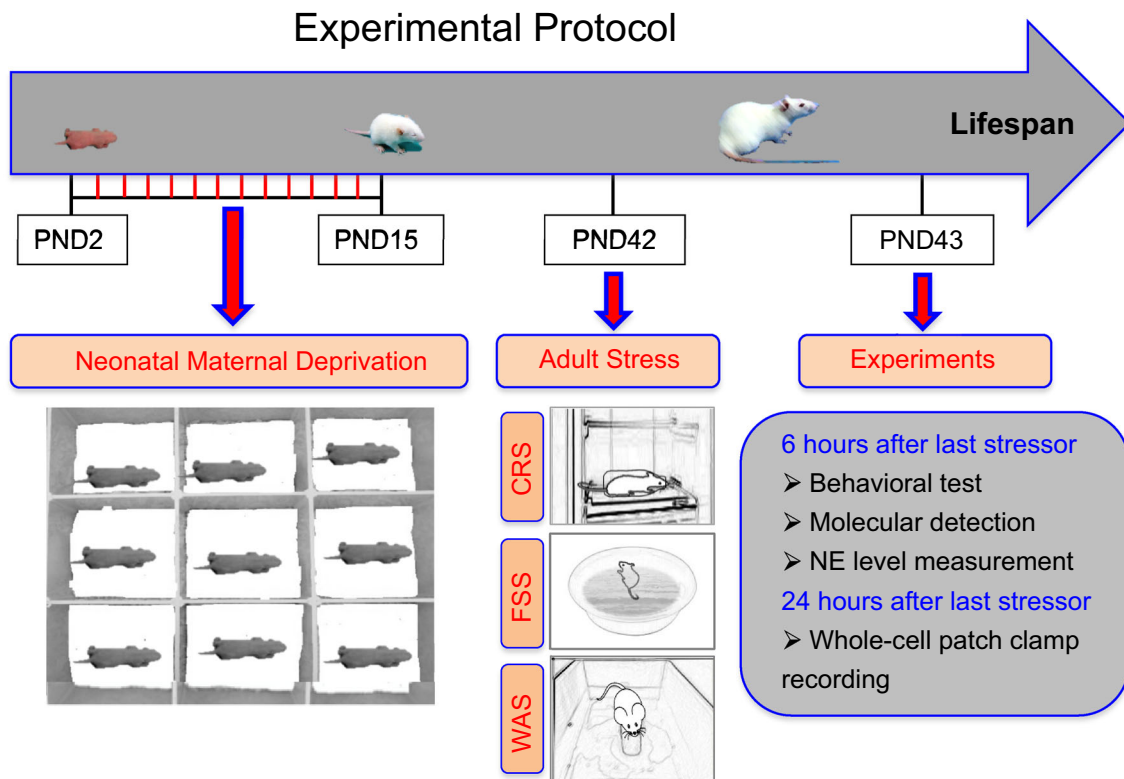 Experimental Protocol
Lifespan
PND2
PND15
PND42
PND43
Neonatal Maternal Deprivation
Adult Stress
Experiments
CRS
FSS
WAS
6 hours after last stressor
➢ Behavioral test
➢ Molecular detection
➢ NE level measurement
24 hours after last stressor
➢ Whole-cell patch clamp
recording